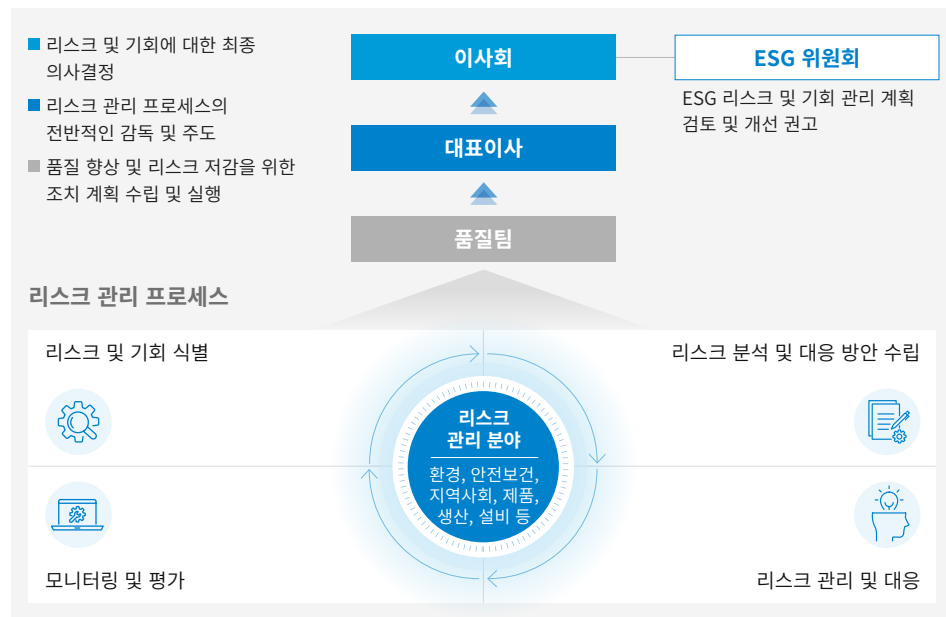 리스크 및 기회에 대한 최종
의사결정
리스크 관리 프로세스의
전반적인 감독 및 주도
품질 향상 및 리스크 저감을 위한
조치 계획 수립 및 실행
이사회
대표이사
품질팀
ESG 위원회
ESG 리스크 및 기회 관리 계획
검토 및 개선 권고
리스크 관리 프로세스
리스크 및 기회 식별
리스크 분석 및 대응 방안 수립
리스크
관리 분야
환경, 안전보건,
지역사회, 제품,
생산, 설비 등
모니터링 및 평가
리스크 관리 및 대응